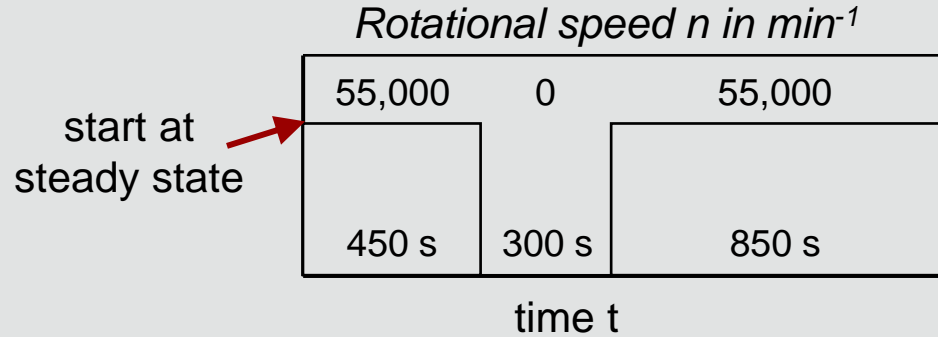 Rotational speed n in min-1
55,000 0 55,000
start at
steady state
450 s 300 s 850 s
time t